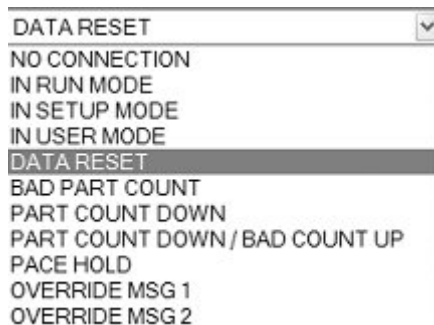 DATA RESET
NO CONNECTION
IN RUN MODE
IN SETUP MODE
IN USER MODE
DATA RESET
BAD PART COUNT
PART COUNT DOWN
PART COUNT DOWN / BAD COUNT UP
PACE HOLD
OVERRIDE MSG 1
OVERRIDE MSG 2